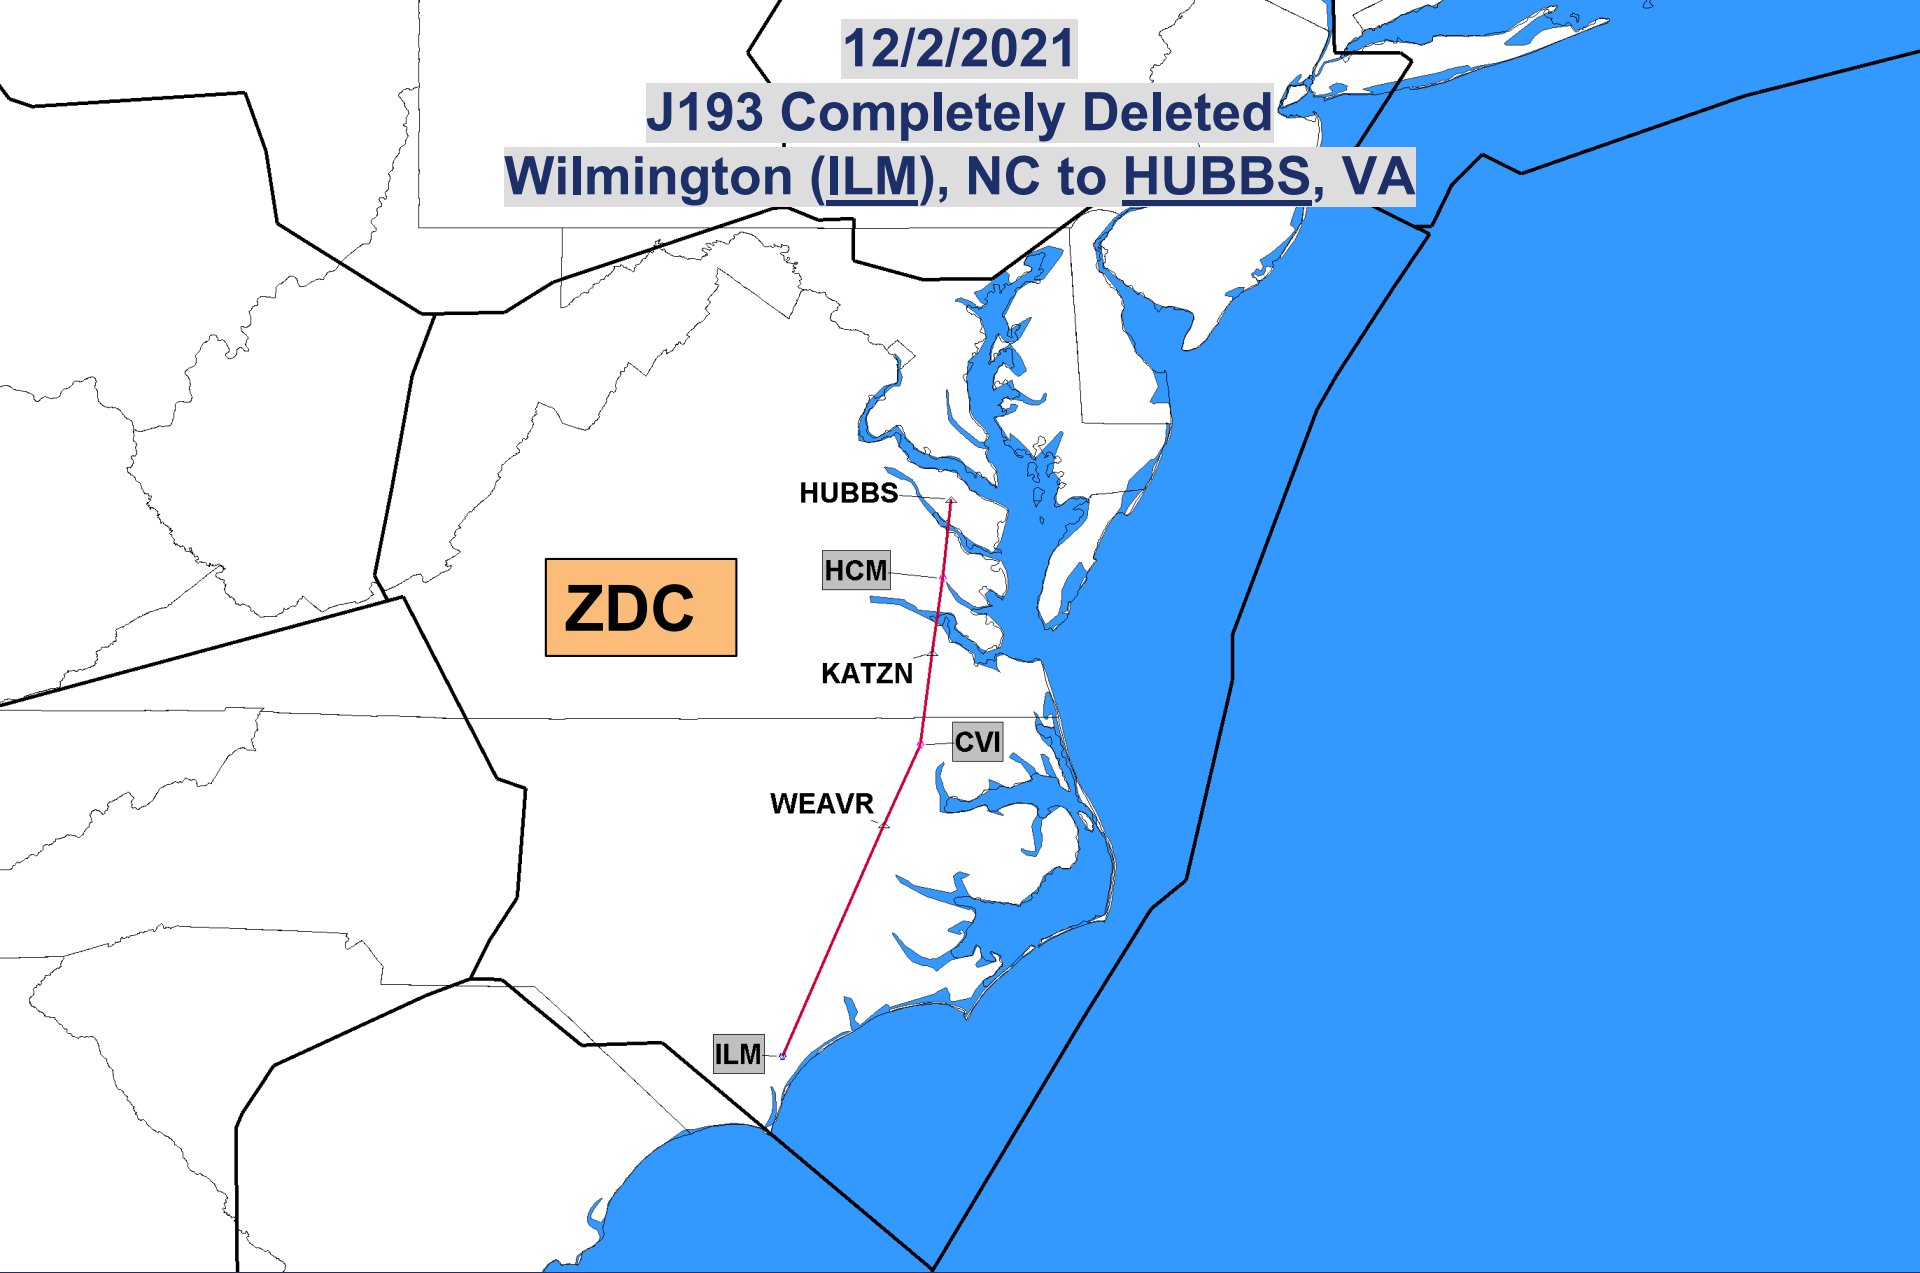 12/2/2021
J193 Completely Deleted
Wilmington (ILM), NC to HUBBS, VA
HUBBS
HCM
ZDC
KATZN
CVI
WEAVR
ILM